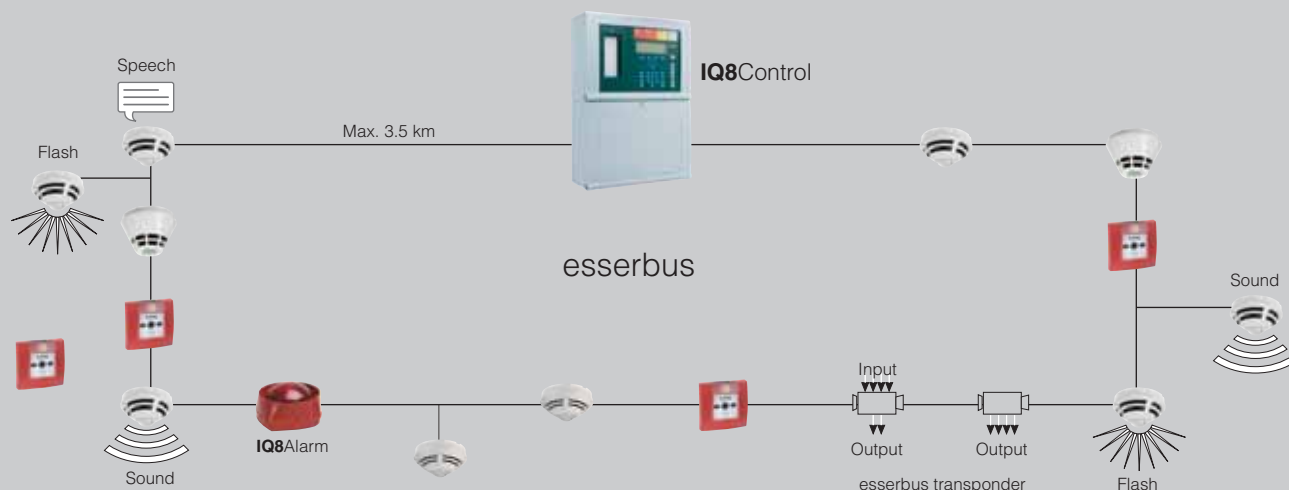 Speech
IQ8Control
Max. 3.5 km
Flash
esserbus
Sound
Input
IQ8Alarm
Output
Output
Sound
esserbus transponder
Flash